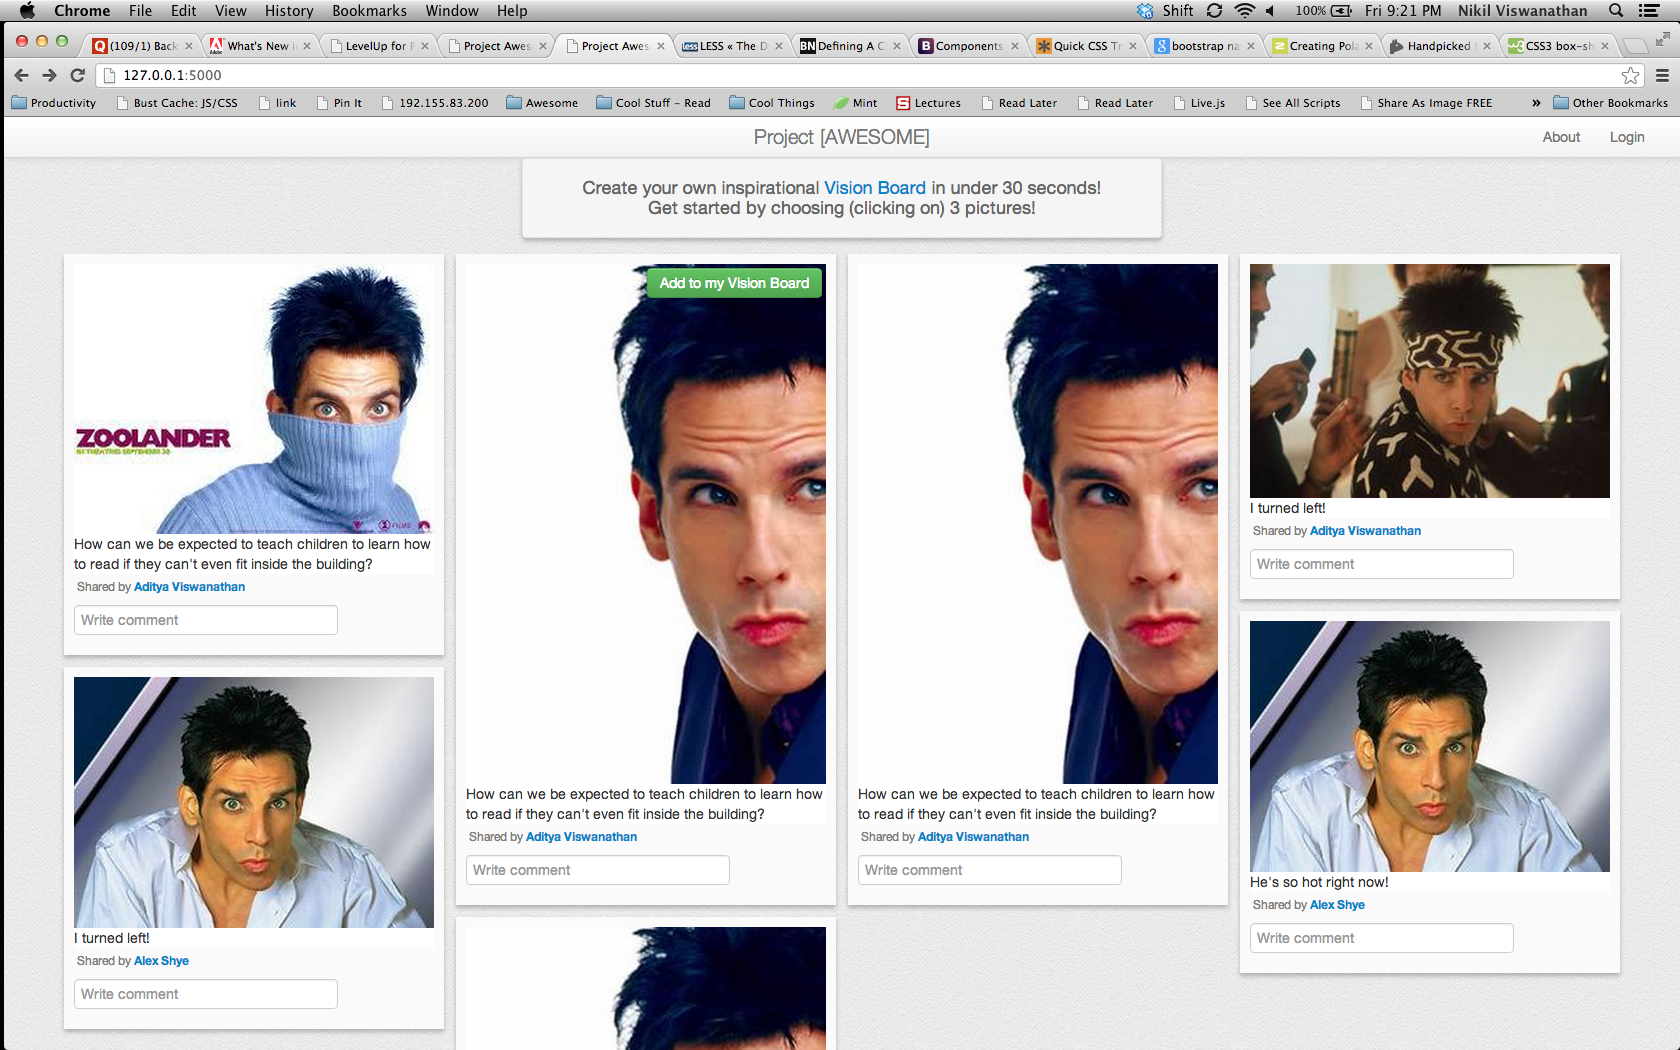 Chrome File Edit View History Bookmarks Window Help
Shift 100% Fri 9:21 PM Nikil Viswanathan
(109/1) Back
What's New i
LevelUp for F
Project Awes
Project Awes
LESS « The D
BN Defining A C
B Components
Quick CSS Tr
bootstrap na
Creating Pola
Handpicked
CSS3 box-sh
127.0.0.1:5000
Productivity Bust Cache: JS/CSS link Pin It 192.155.83.200 Awesome Cool Stuff - Read Cool Things Mint Lectures Read Later Read Later Live.js See All Scripts Share As Image FREE » Other Bookmarks
Project [AWESOME]
About Login
Create your own inspirational Vision Board in under 30 seconds!
Get started by choosing (clicking on) 3 pictures!
ZOOLANDER
IN THEATRES SEPTEMBER 28
How can we be expected to teach children to learn how
to read if they can't even fit inside the building?
Shared by Aditya Viswanathan
Write comment
I turned left!
Shared by Alex Shye
Write comment
Add to my Vision Board
How can we be expected to teach children to learn how
to read if they can't even fit inside the building?
Shared by Aditya Viswanathan
Write comment
How can we be expected to teach children to learn how
to read if they can't even fit inside the building?
Shared by Aditya Viswanathan
Write comment
I turned left!
Shared by Aditya Viswanathan
Write comment
He's so hot right now!
Shared by Alex Shye
Write comment